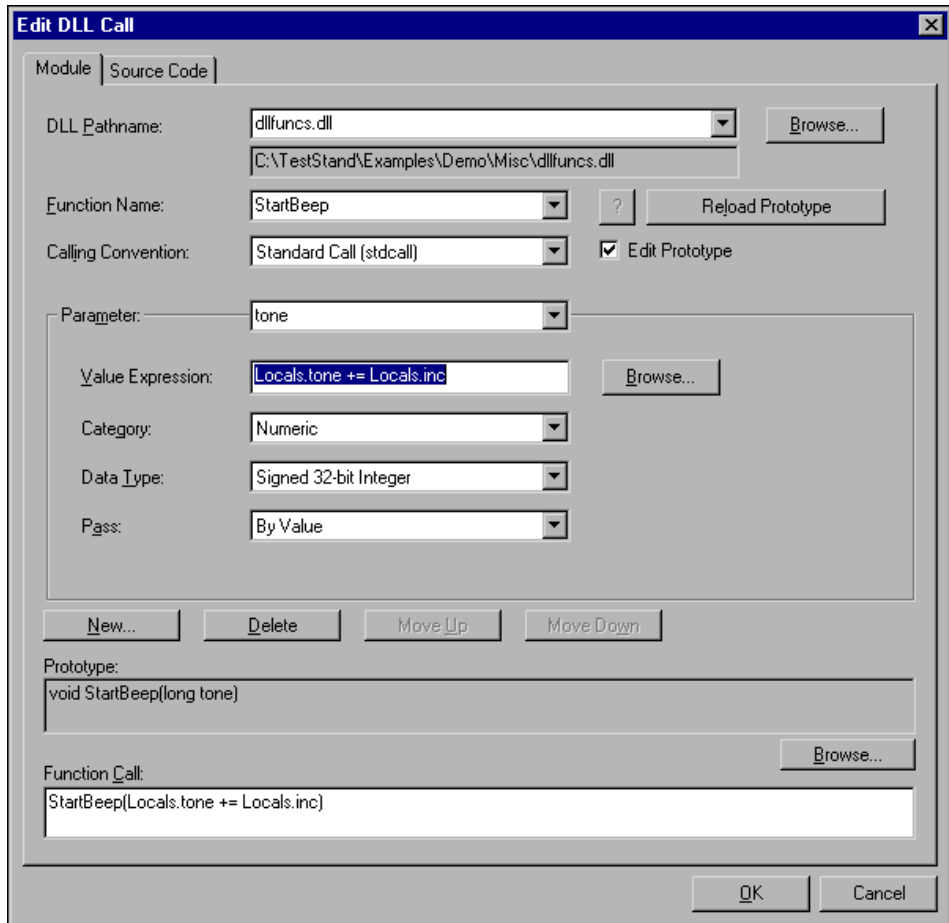 Edit DLL Call
Module Source Code
DLL Pathname: dllfuncs.dll Browse...
C:\TestStand\Examples\Demo\Misc\dllfuncs.dll
Function Name: StartBeep ? Reload Prototype
Calling Convention: Standard Call (stdcall) Edit Prototype
Parameter: tone
Value Expression: Locals.tone += Locals.inc Browse...
Category: Numeric
Data Type: Signed 32-bit Integer
Pass: By Value
New... Delete Move Up Move Down
Prototype:
void StartBeep(long tone)
Browse...
Function Call:
StartBeep(Locals.tone += Locals.inc)
OK Cancel